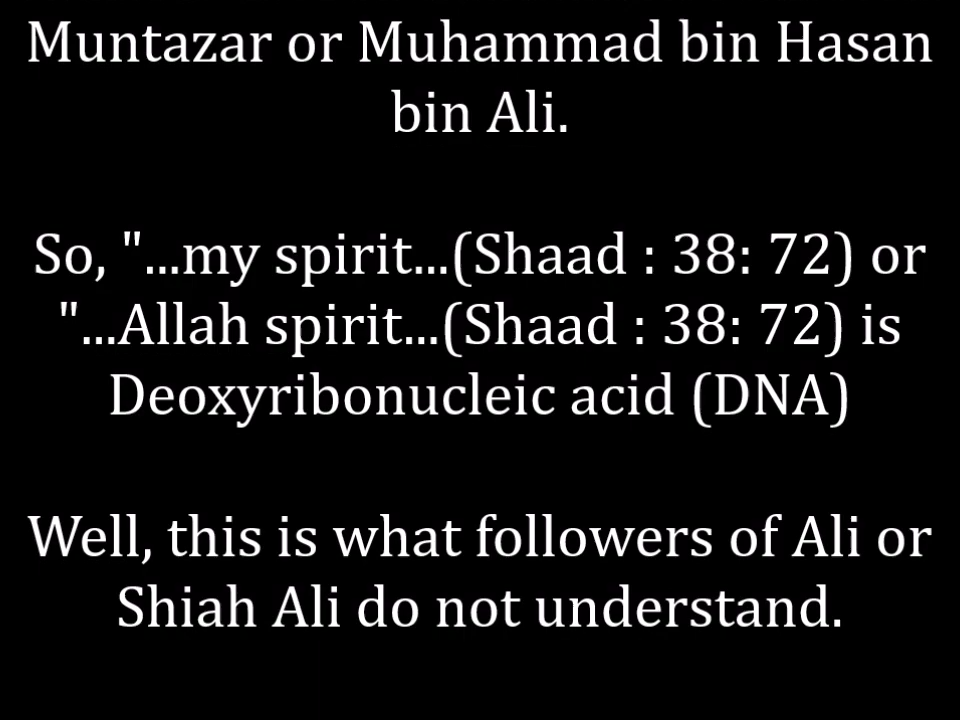 Muntazar or Muhammad bin Hasan
bin Ali.
So, "...my spirit...(Shaad : 38: 72) or
"...Allah spirit...(Shaad : 38: 72) is
Deoxyribonucleic acid (DNA)
Well, this is what followers of Ali or
Shiah Ali do not understand.